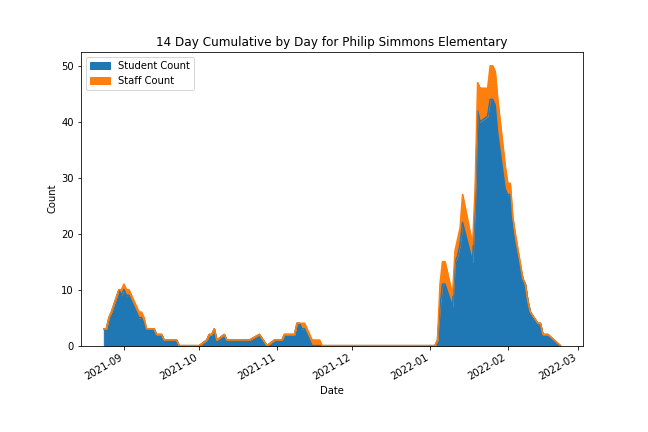 14 Day Cumulative by Day for Philip Simmons Elementary
Student Count
Staff Count
50
40
30
20
10
0
Count
2021-09
2021-10
2021-11
2021-12
2022-01
2022-02
2022-03
Date